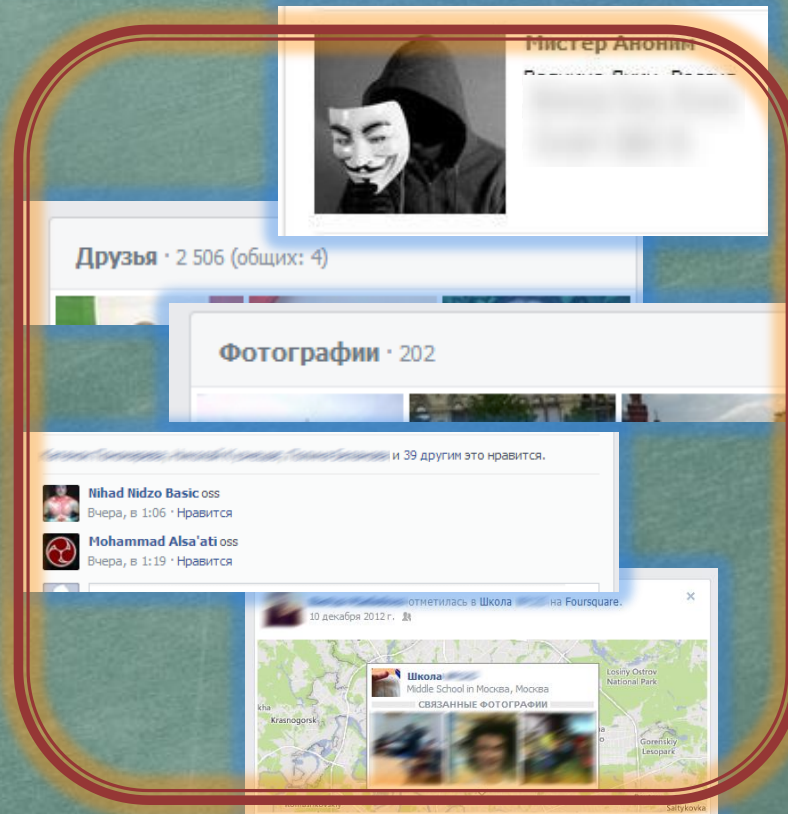 Мистер Аноним
Друзья · 2 506 (общих: 4)
Фотографии · 202
и 39 другим это нравится.
Nihad Nidzo Basic oss
Вчера, в 1:06 · Нравится
Mohammad Alsa'ati oss
Вчера, в 1:19 · Нравится
отметилась в Школа на Foursquare.
10 декабря 2012 г.
Школа
Middle School in Москва, Москва
СВЯЗАННЫЕ ФОТОГРАФИИ
Losiny Ostrov
National Park
kha
Krasnogorsk
Gorenskiy
Lesopark
Saltykovka